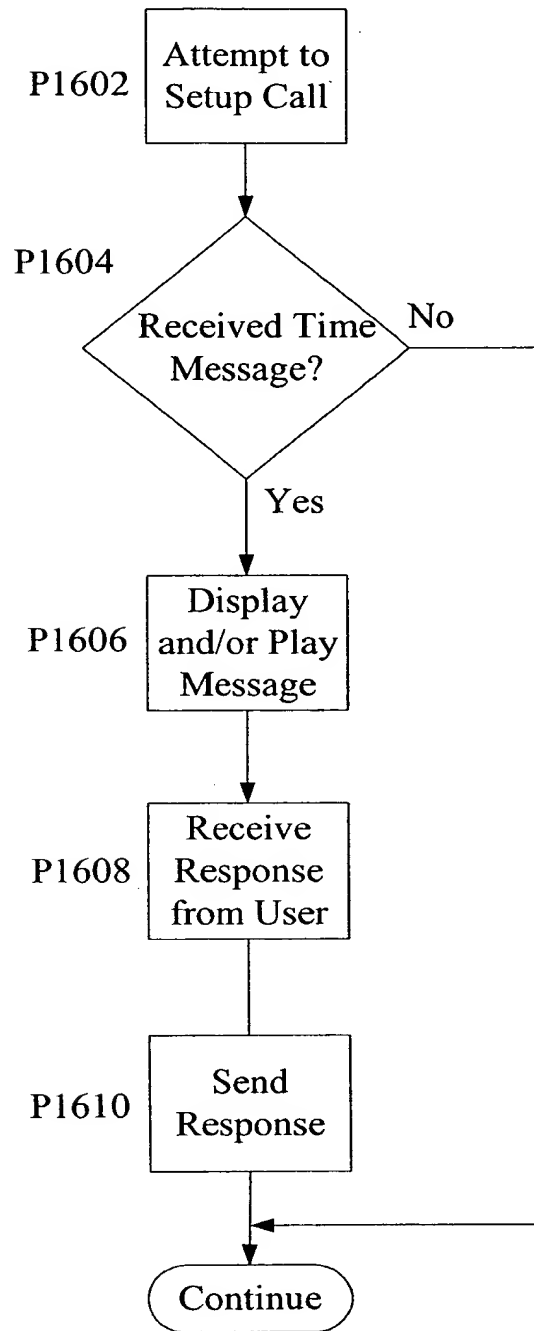 P1602
Attempt to
Setup Call
P1604
Received Time
Message?
No
Yes
P1606
Display
and/or Play
Message
P1608
Receive
Response
from User
P1610
Send
Response
Continue